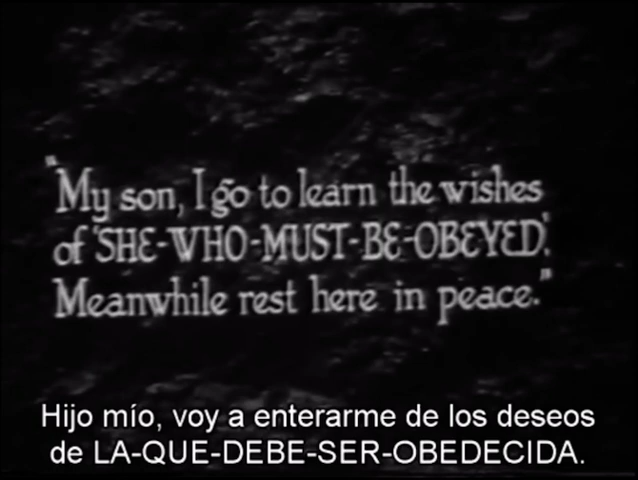 "My son, I go to learn the wishes
of 'SHE-WHO-MUST-BE-OBEYED'.
Meanwhile rest here in peace."
Hijo mío, voy a enterarme de los deseos
de LA-QUE-DEBE-SER-OBEDECIDA.